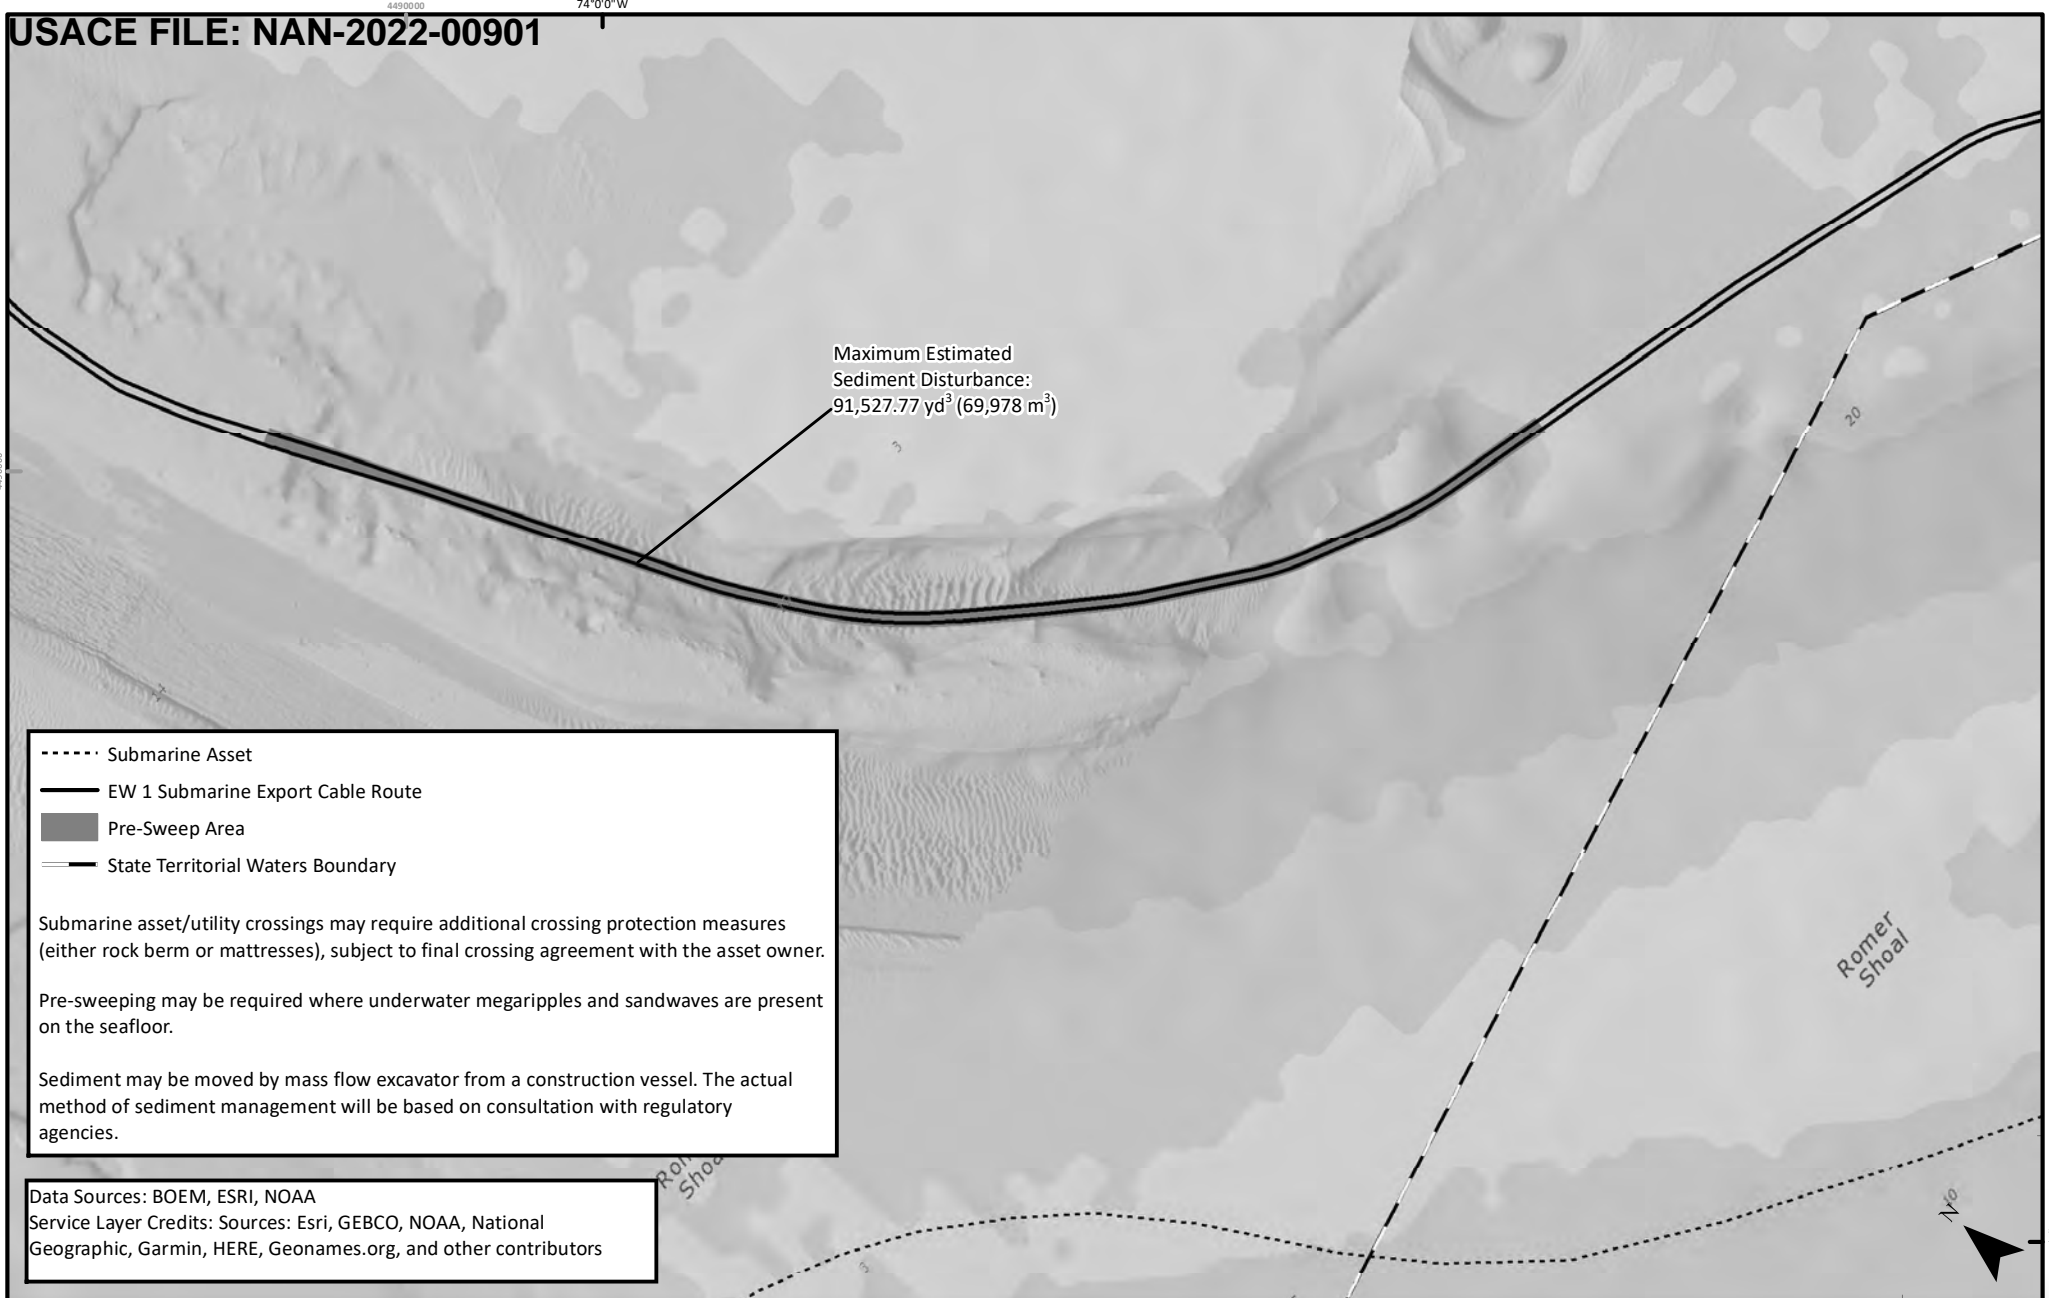 4490000
74°0'0"W
USACE FILE: NAN-2022-00901
Maximum Estimated
Sediment Disturbance:
91,527.77 yd³ (69,978 m³)
3
20
Submarine Asset
EW 1 Submarine Export Cable Route
Pre-Sweep Area
State Territorial Waters Boundary
Submarine asset/utility crossings may require additional crossing protection measures
(either rock berm or mattresses), subject to final crossing agreement with the asset owner.
Pre-sweeping may be required where underwater megaripples and sandwaves are present
on the seafloor.
Sediment may be moved by mass flow excavator from a construction vessel. The actual
method of sediment management will be based on consultation with regulatory
agencies.
Romer
Shoal
Data Sources: BOEM, ESRI, NOAA
Service Layer Credits: Sources: Esri, GEBCO, NOAA, National
Geographic, Garmin, HERE, Geonames.org, and other contributors
10
N